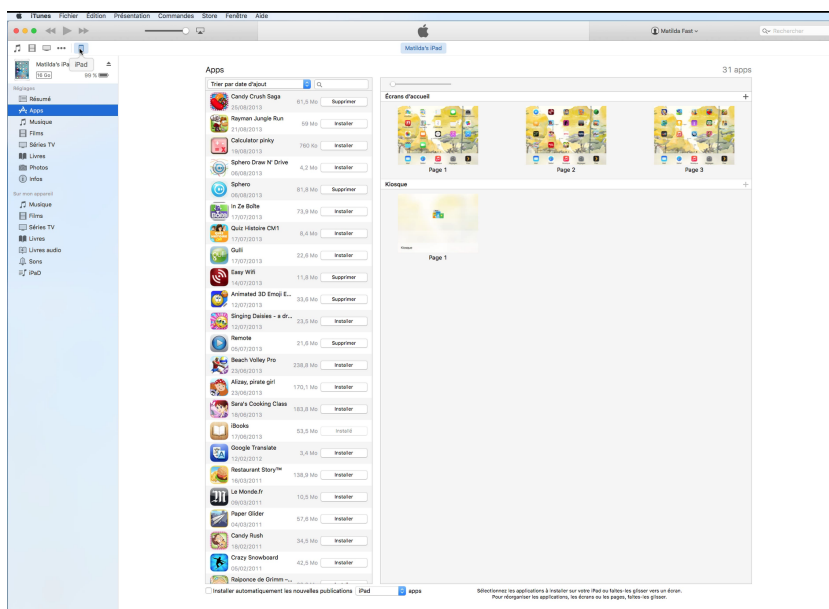 iTunes Fichier Édition Présentation Commandes Store Fenêtre Aide
Matilda Fast
Rechercher
Matilda's iPad
Matilda's iPa
iPad
16 Go
89 %
Réglages
Résumé
Apps
Musique
Films
Séries TV
Livres
Photos
Infos
Sur mon appareil
Musique
Films
Séries TV
Livres
Livres audio
Sons
iPaD
Apps
31 apps
Trier par date d'ajout
Candy Crush Saga
20/08/2013
61,5 Mo
Supprimer
Rayman Jungle Run
21/08/2013
59 Mo
Installer
Calculator pinky
19/08/2013
760 Ko
Installer
Sphero Draw N' Drive
06/08/2013
4,2 Mo
Installer
Sphero
06/08/2013
61,8 Mo
Supprimer
In Ze Boîte
17/07/2013
73,9 Mo
Installer
Quiz Histoire CM1
17/07/2013
8,4 Mo
Installer
Gulli
17/07/2013
22,6 Mo
Installer
Easy Wifi
14/07/2013
11,8 Mo
Supprimer
Animated 3D Emoji E...
12/07/2013
33,6 Mo
Supprimer
Singing Daisies - a dr...
12/07/2013
23,5 Mo
Installer
Remote
05/07/2013
21,8 Mo
Supprimer
Beach Volley Pro
23/06/2013
Installer
Alizay, pirate girl
23/06/2013
170,1 Mo
Installer
Sara's Cooking Class
18/06/2013
183,8 Mo
Installer
iBooks
17/06/2013
53,5 Mo
Installé
Google Translate
12/02/2012
3,4 Mo
Installer
Restaurant Story™
16/03/2011
136,9 Mo
Installer
Le Monde.fr
09/03/2011
10,5 Mo
Installer
Paper Glider
04/03/2011
57,8 Mo
Installer
Candy Rush
18/02/2011
34,5 Mo
Installer
Crazy Snowboard
05/02/2011
42,5 Mo
Installer
Raiponce de Grimm –...
Écrans d'accueil
Page 1
Page 2
Page 3
Kiosque
Kiosque
Page 1
Installer automatiquement les nouvelles publications iPad apps
Sélectionnez les applications à installer sur votre iPad ou faites-les glisser vers un écran.
Pour réorganiser les applications, les écrans ou les pages, faites-les glisser.